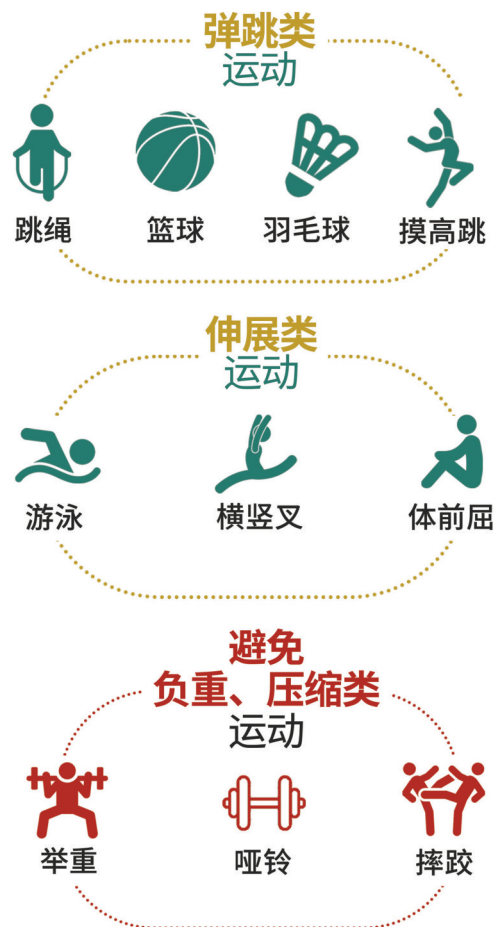 弹跳类
运动
跳绳
篮球
羽毛球
摸高跳
伸展类
运动
游泳
横竖叉
体前屈
避免
负重、压缩类
运动
举重
哑铃
摔跤